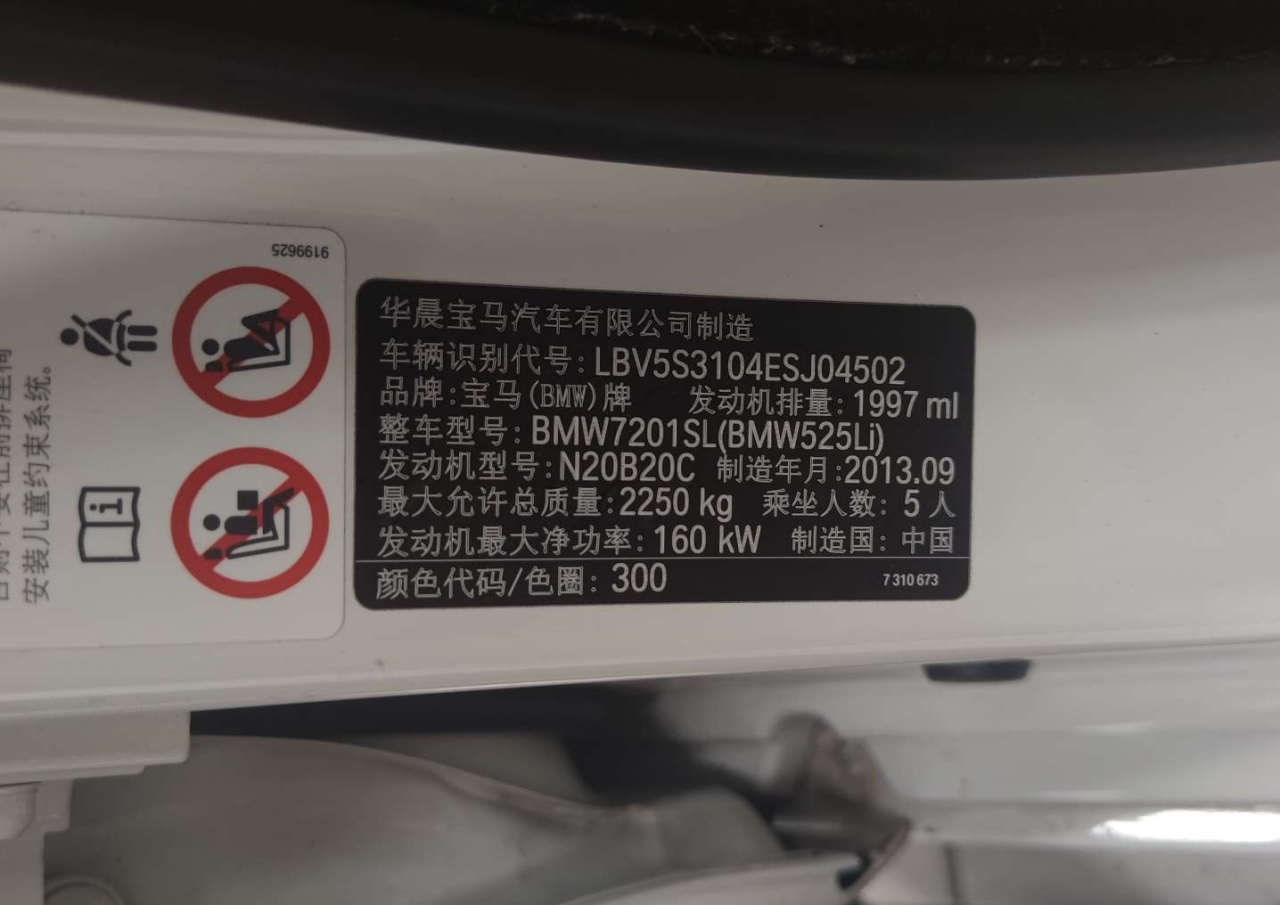 9199625
安装儿童约束系统。
华晨宝马汽车有限公司制造
车辆识别代号: LBV5S3104ESJ04502
品牌:宝马(BMW)牌 发动机排量: 1997 ml
整车型号: BMW7201SL(BMW525Li)
发动机型号: N20B20C 制造年月:2013.09
最大允许总质量: 2250 kg 乘坐人数: 5 人
发动机最大净功率: 160 kW 制造国: 中国
颜色代码/色圈: 300 7 310 673